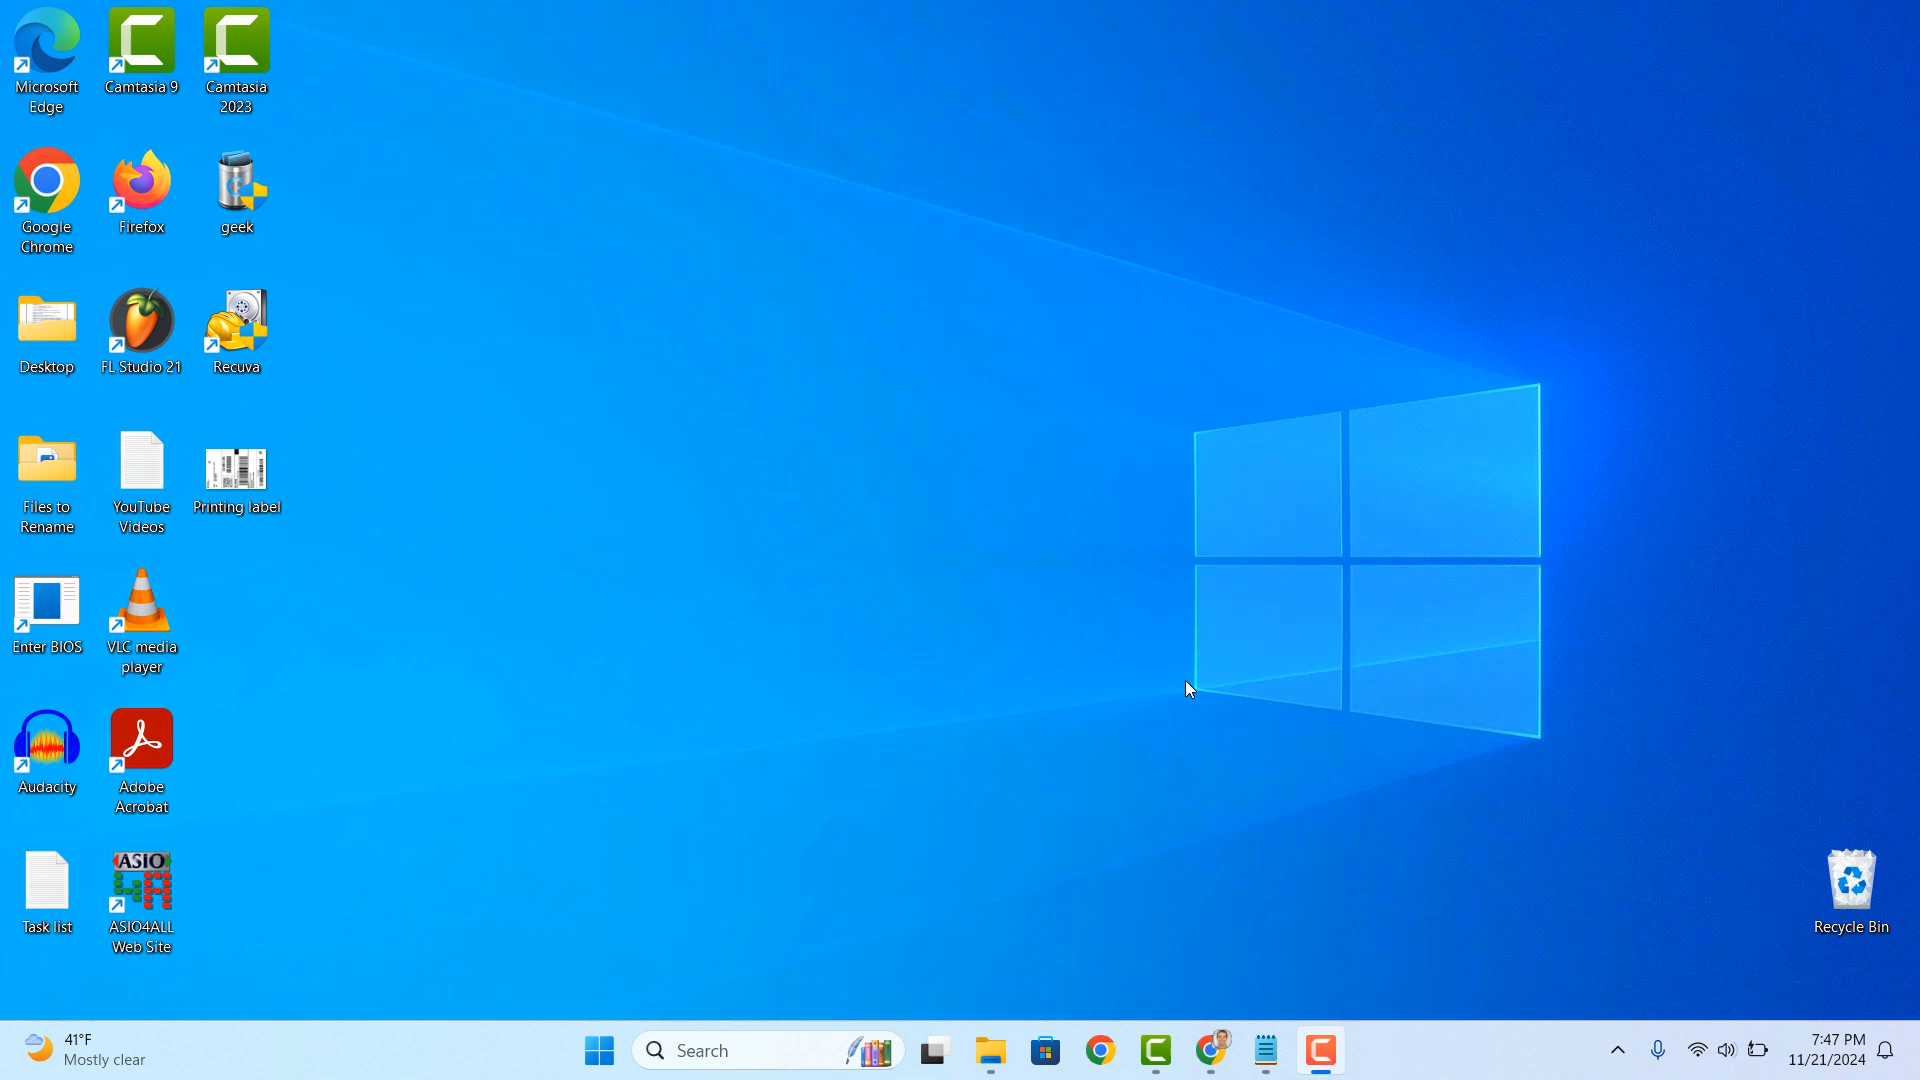 Microsoft
Edge
Camtasia 9
Camtasia
2023
Google
Chrome
Firefox
geek
Desktop
FL Studio 21
Recuva
Files to
Rename
YouTube
Videos
Printing label
Enter BIOS
VLC media
player
Audacity
Adobe
Acrobat
Task list
ASIO
ASIO4ALL
Web Site
Recycle Bin
41°F
Mostly clear
Search
7:47 PM
11/21/2024